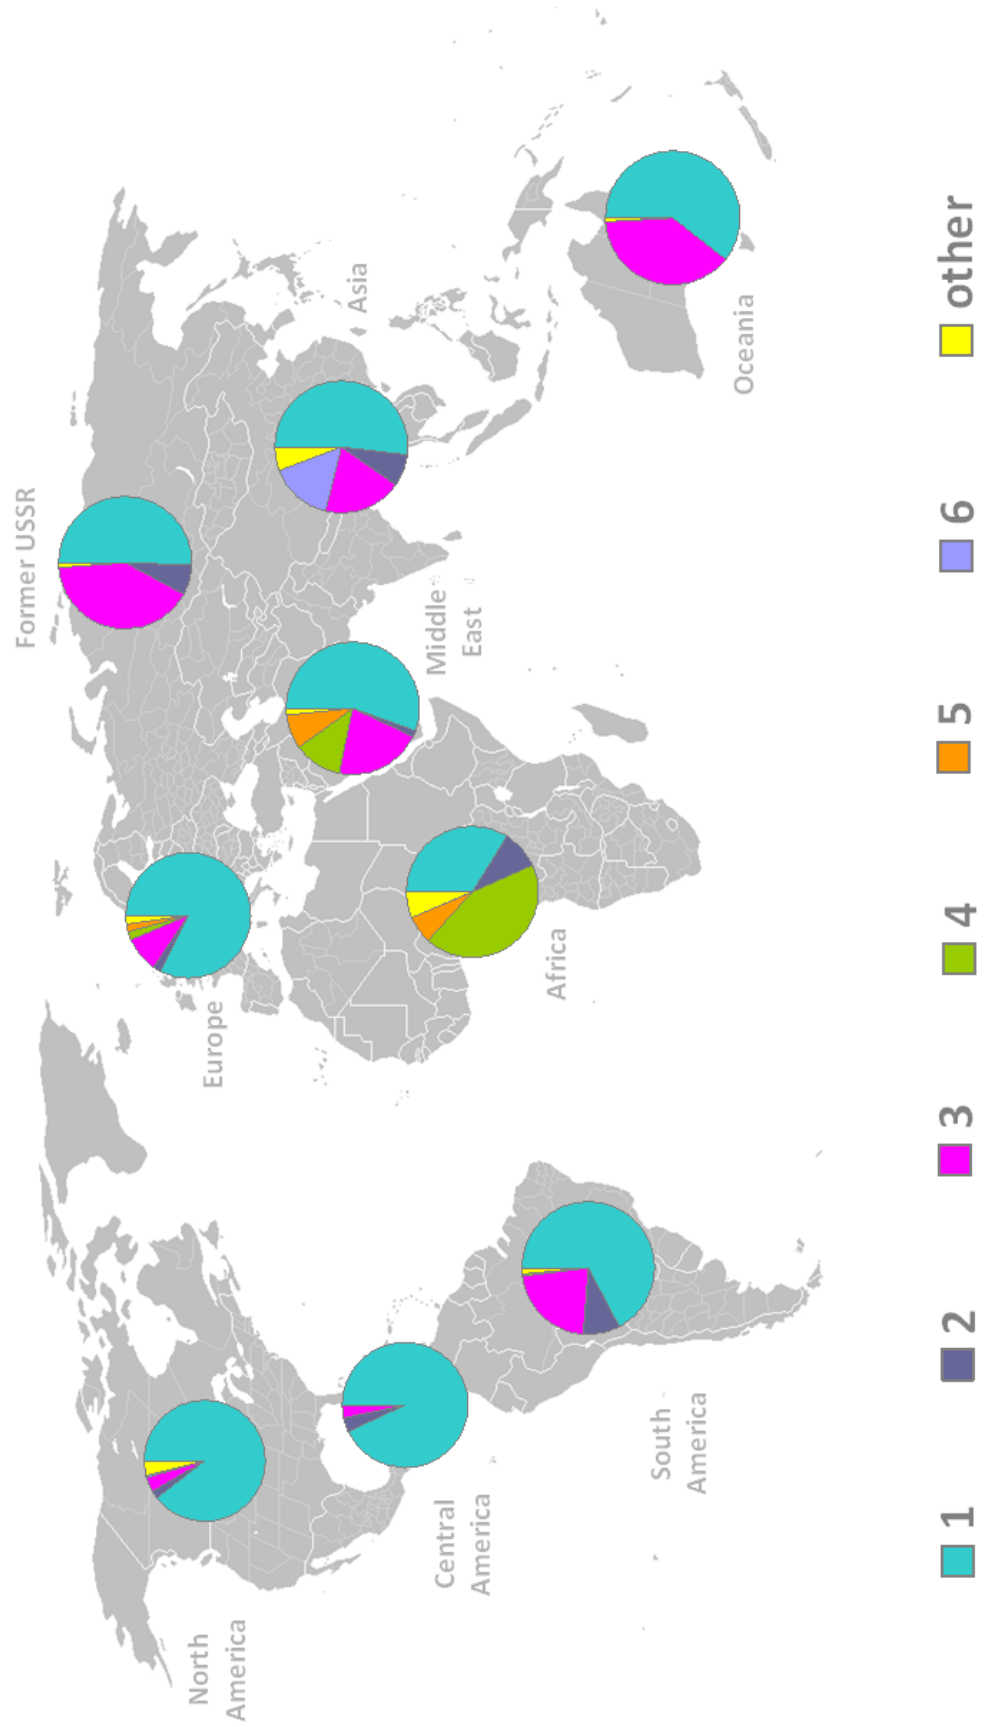 Former USSR
Europe
Asia
North
America
Middle
East
Central
America
Africa
Oceania
South
America
1
2
3
4
5
6
other